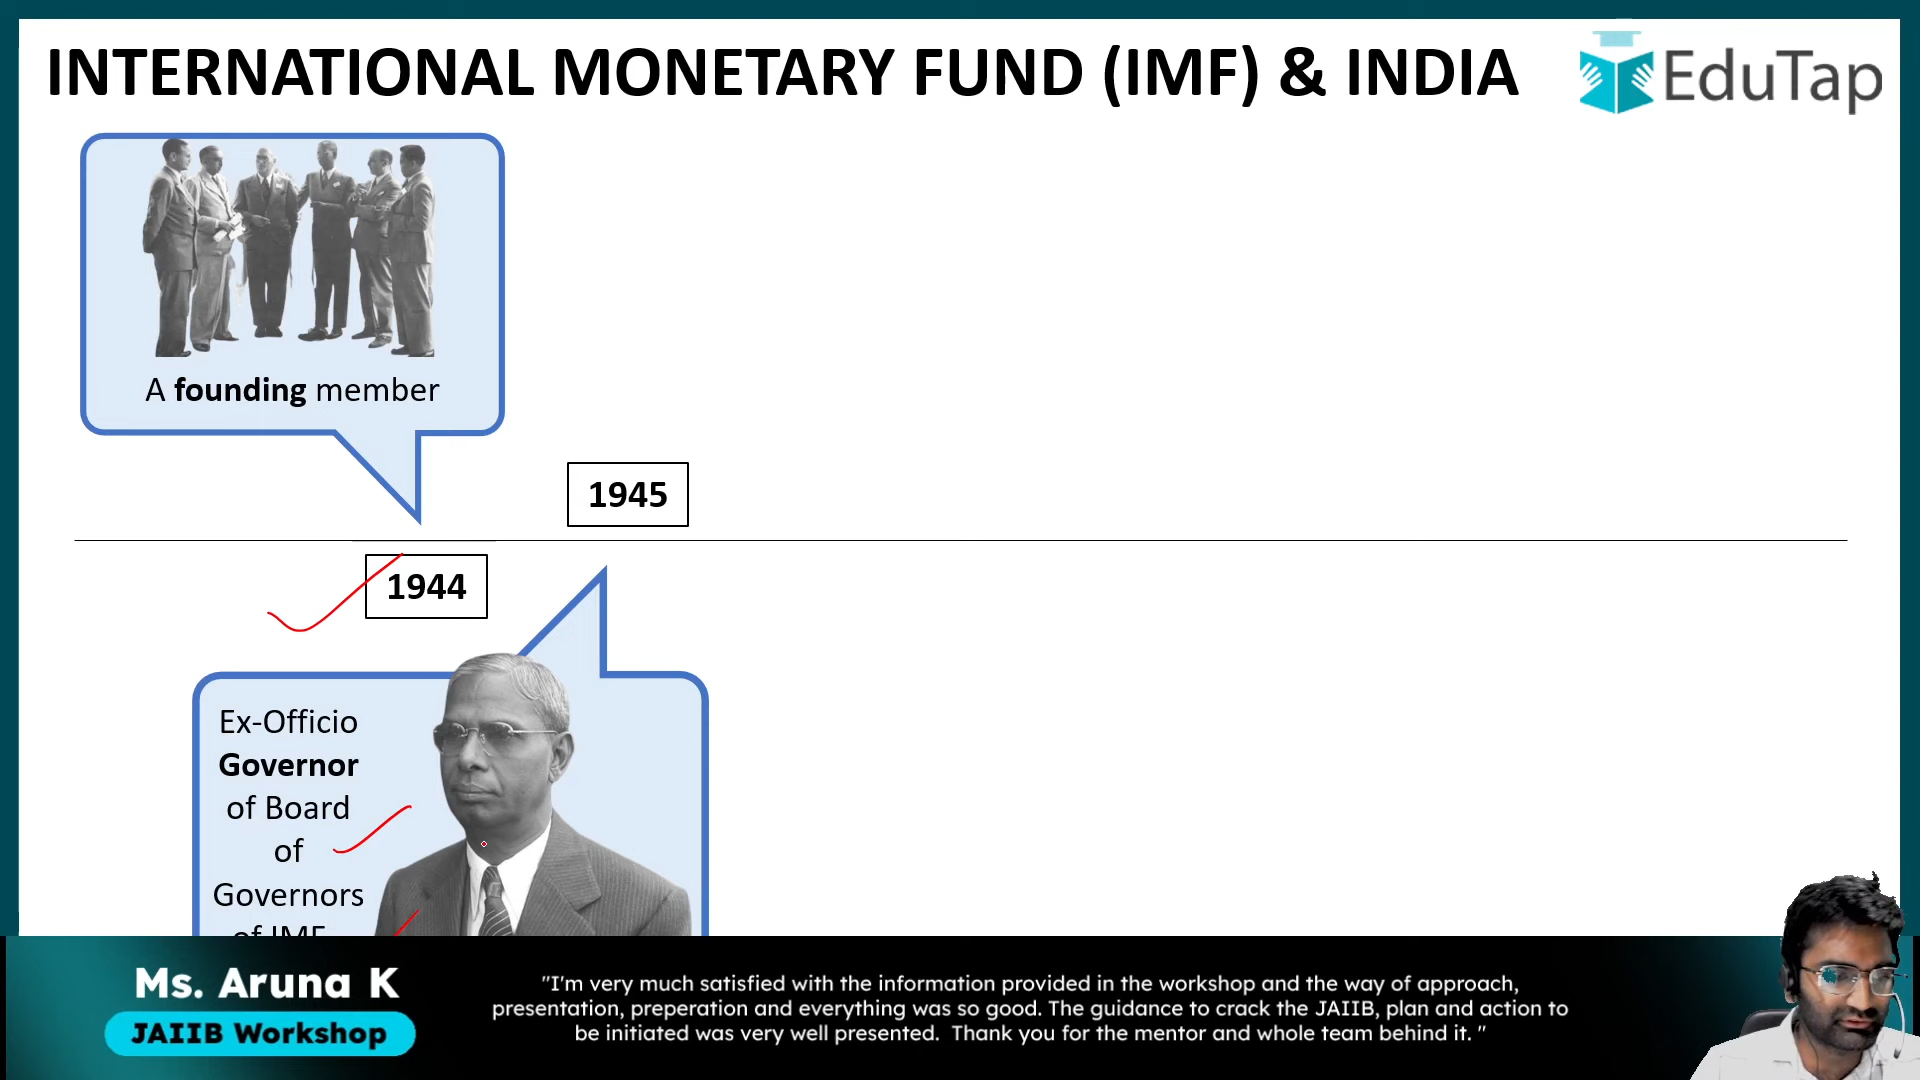 INTERNATIONAL MONETARY FUND (IMF) & INDIA
EduTap
A founding member
1945
1944
Ex-Officio
Governor
of Board
of
Governors
of IMF
Ms. Aruna K
JAIIB Workshop
"I'm very much satisfied with the information provided in the workshop and the way of approach,
presentation, preperation and everything was so good. The guidance to crack the JAIIB, plan and action to
be initiated was very well presented. Thank you for the mentor and whole team behind it. "